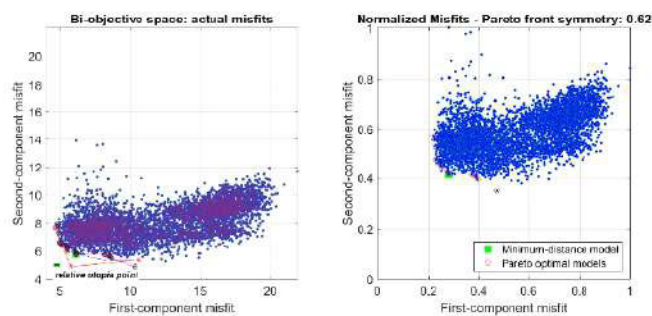 Bi-objective space: actual misfits
Second-component misfit
22
20
18
16
14
12
10
8
6
4
relative utopia point
5
10
15
20
First-component misfit
Normalized Misfits - Pareto front symmetry: 0.62
Second-component misfit
1
0.8
0.6
0.4
0.2
0
Minimum-distance model
Pareto optimal models
0
0.2
0.4
0.6
0.8
1
First-component misfit